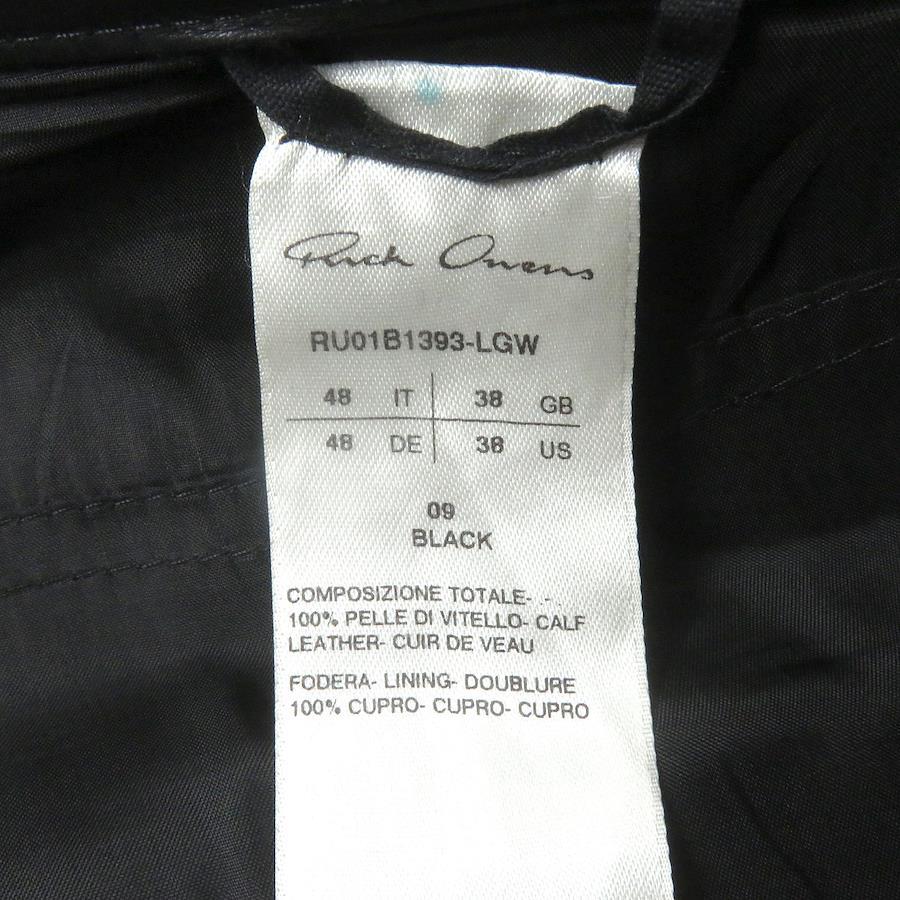 Rick Owens
RU01B1393-LGW
48 IT 38 GB
48 DE 38 US
09
BLACK
COMPOSIZIONE TOTALE- -
100% PELLE DI VITELLO- CALF
LEATHER- CUIR DE VEAU
FODERA- LINING- DOUBLURE
100% CUPRO- CUPRO- CUPRO